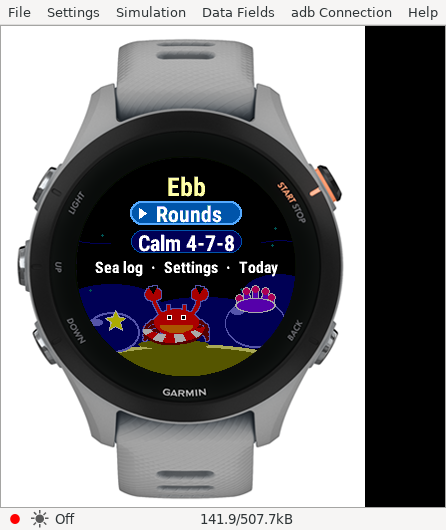 File Settings Simulation Data Fields adb Connection Help
LIGHT
START STOP
Ebb
Rounds
Calm 4-7-8
UP
Sea log · Settings · Today
DOWN
BACK
GARMIN
Off 141.9/507.7kB